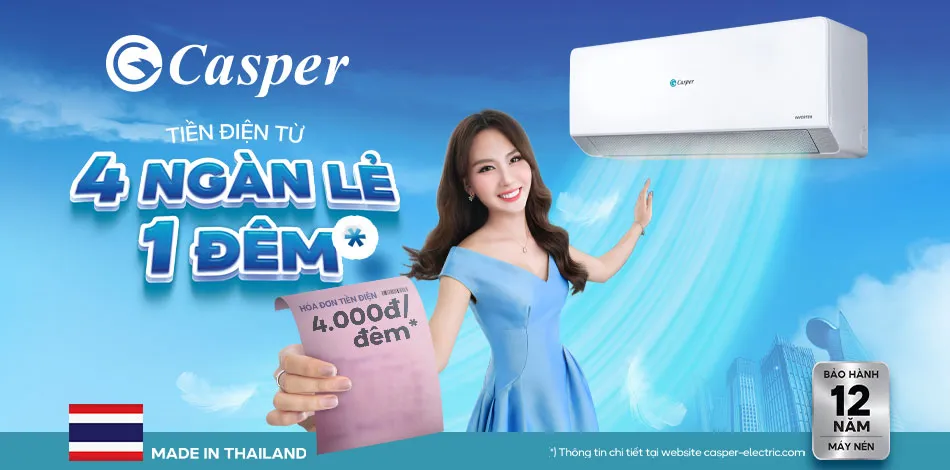 Casper
TIỀN ĐIỆN TỪ
4 NGÀN LẺ
1 ĐÊM*
HÓA ĐƠN TIỀN ĐIỆN
4.000đ/
đêm*
Casper
INVERTER
BẢO HÀNH
12
NĂM
MÁY NÉN
MADE IN THAILAND
*) Thông tin chi tiết tại website casper-electric.com